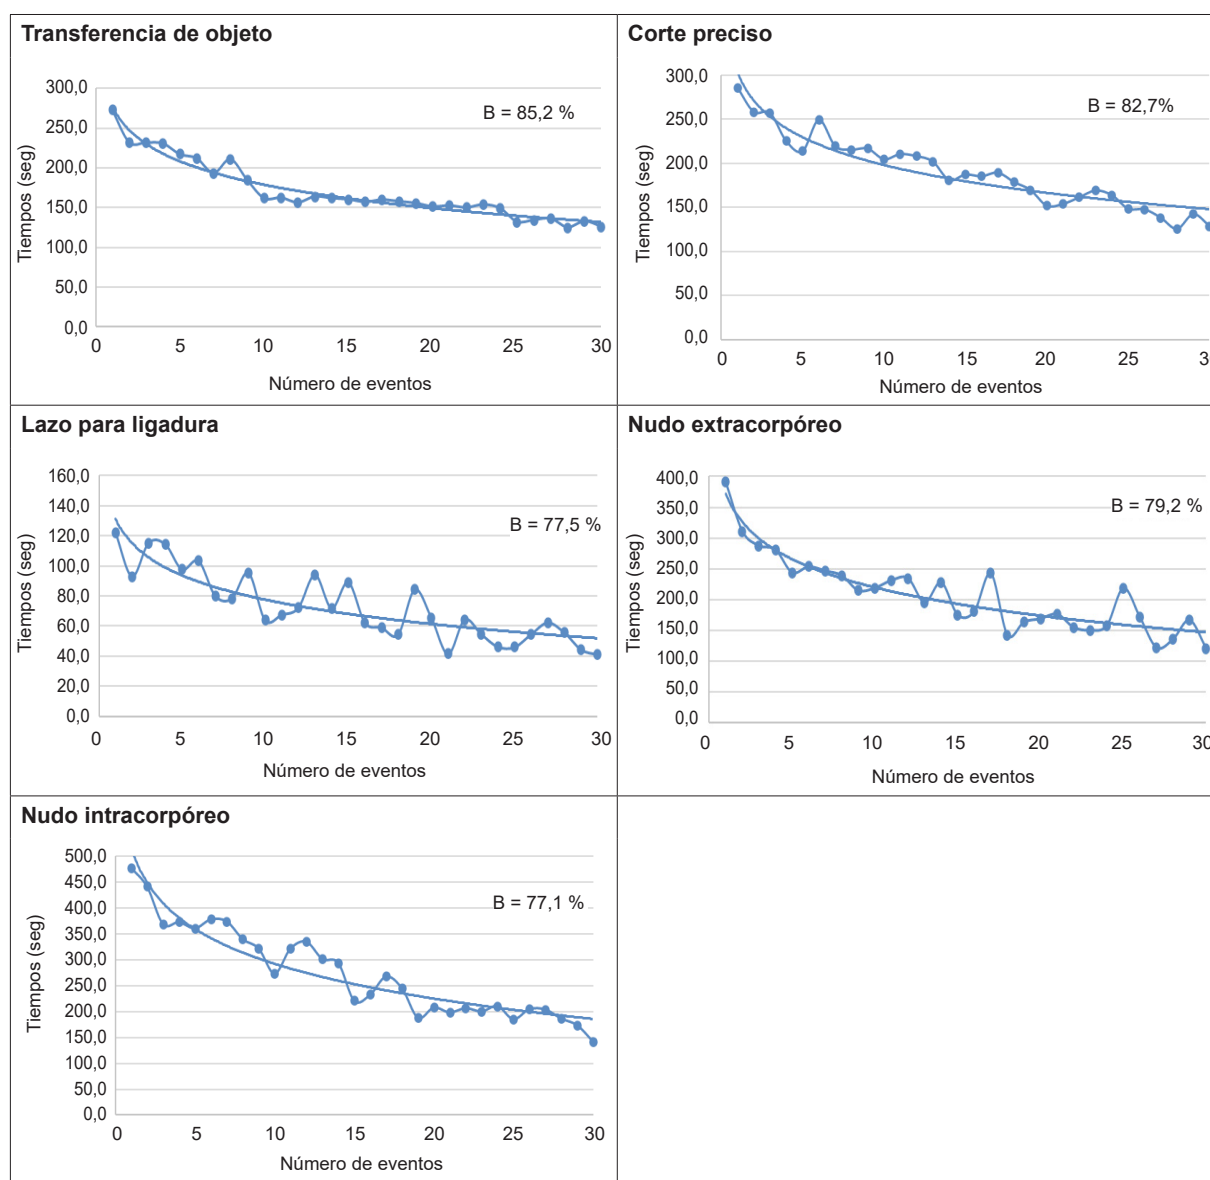 Transferencia de objeto
300,0
250,0
200,0
150,0
100,0
50,0
0,0
Tiempos (seg)
B = 85,2 %
0 5 10 15 20 25 30
Número de eventos
Corte preciso
300,0
250,0
200,0
150,0
100,0
50,0
0,0
Tiempos (seg)
B = 82,7%
0 5 10 15 20 25 3
Número de eventos
Lazo para ligadura
160,0
140,0
120,0
100,0
80,0
60,0
40,0
20,0
0,0
Tiempos (seg)
B = 77,5 %
0 5 10 15 20 25 30
Número de eventos
Nudo extracorpóreo
400,0
350,0
300,0
250,0
200,0
150,0
100,0
50,0
0,0
Tiempos (seg)
B = 79,2 %
0 5 10 15 20 25 30
Número de eventos
Nudo intracorpóreo
500,0
450,0
400,0
350,0
300,0
250,0
200,0
150,0
100,0
50,0
0,0
Tiempos (seg)
B = 77,1 %
0 5 10 15 20 25 30
Número de eventos